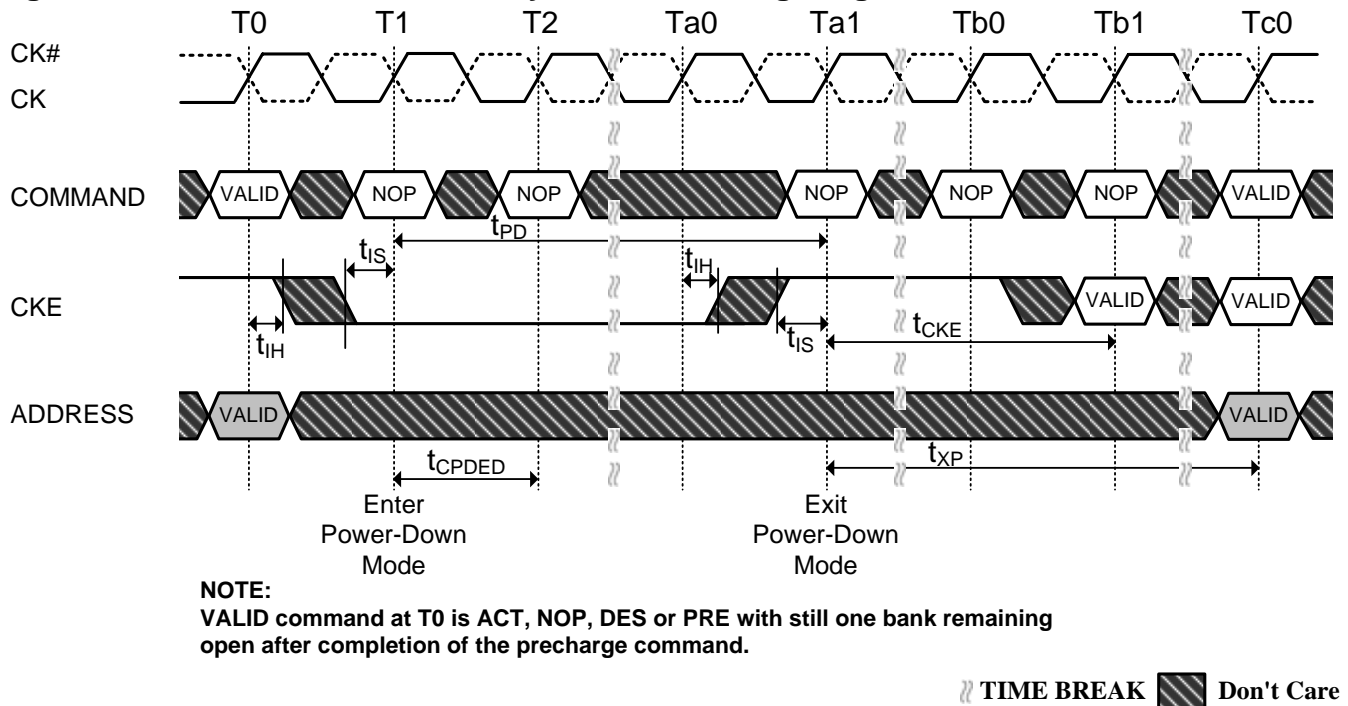 T0 T1 T2 Ta0 Ta1 Tb0 Tb1 Tc0
CK#
CK
COMMAND VALID NOP NOP NOP NOP NOP VALID
tPD
tIS tIH
CKE VALID VALID
tIH tIS tCKE
ADDRESS VALID VALID
tCPDED tXP
Enter
Power-Down
Mode
Exit
Power-Down
Mode
NOTE:
VALID command at T0 is ACT, NOP, DES or PRE with still one bank remaining
open after completion of the precharge command.
TIME BREAK Don't Care